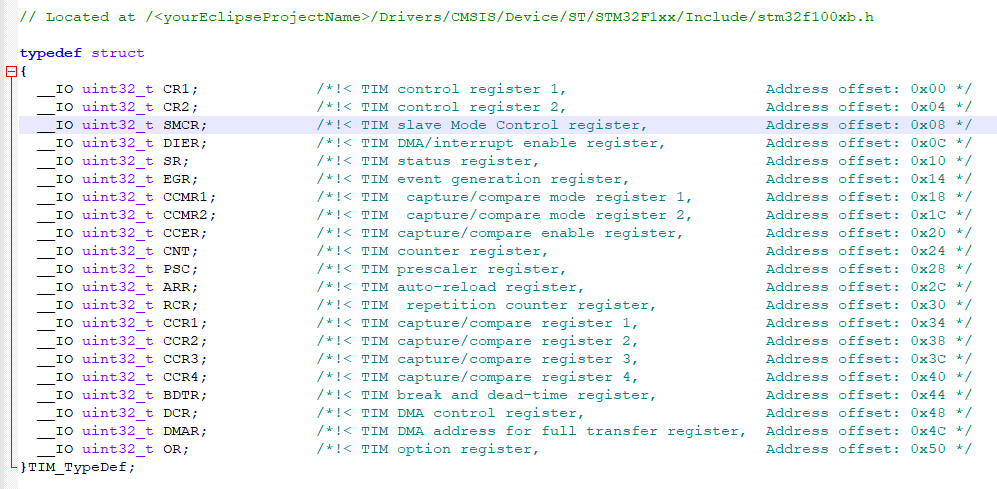 // Located at /<yourEclipseProjectName>/Drivers/CMSIS/Device/ST/STM32F1xx/Include/stm32f100xb.h
typedef struct
{
__IO uint32_t CR1; /*!< TIM control register 1, Address offset: 0x00 */
__IO uint32_t CR2; /*!< TIM control register 2, Address offset: 0x04 */
__IO uint32_t SMCR; /*!< TIM slave Mode Control register, Address offset: 0x08 */
__IO uint32_t DIER; /*!< TIM DMA/interrupt enable register, Address offset: 0x0C */
__IO uint32_t SR; /*!< TIM status register, Address offset: 0x10 */
__IO uint32_t EGR; /*!< TIM event generation register, Address offset: 0x14 */
__IO uint32_t CCMR1; /*!< TIM  capture/compare mode register 1, Address offset: 0x18 */
__IO uint32_t CCMR2; /*!< TIM  capture/compare mode register 2, Address offset: 0x1C */
__IO uint32_t CCER; /*!< TIM capture/compare enable register, Address offset: 0x20 */
__IO uint32_t CNT; /*!< TIM counter register, Address offset: 0x24 */
__IO uint32_t PSC; /*!< TIM prescaler register, Address offset: 0x28 */
__IO uint32_t ARR; /*!< TIM auto-reload register, Address offset: 0x2C */
__IO uint32_t RCR; /*!< TIM  repetition counter register, Address offset: 0x30 */
__IO uint32_t CCR1; /*!< TIM capture/compare register 1, Address offset: 0x34 */
__IO uint32_t CCR2; /*!< TIM capture/compare register 2, Address offset: 0x38 */
__IO uint32_t CCR3; /*!< TIM capture/compare register 3, Address offset: 0x3C */
__IO uint32_t CCR4; /*!< TIM capture/compare register 4, Address offset: 0x40 */
__IO uint32_t BDTR; /*!< TIM break and dead-time register, Address offset: 0x44 */
__IO uint32_t DCR; /*!< TIM DMA control register, Address offset: 0x48 */
__IO uint32_t DMAR; /*!< TIM DMA address for full transfer register, Address offset: 0x4C */
__IO uint32_t OR; /*!< TIM option register, Address offset: 0x50 */
}TIM_TypeDef;